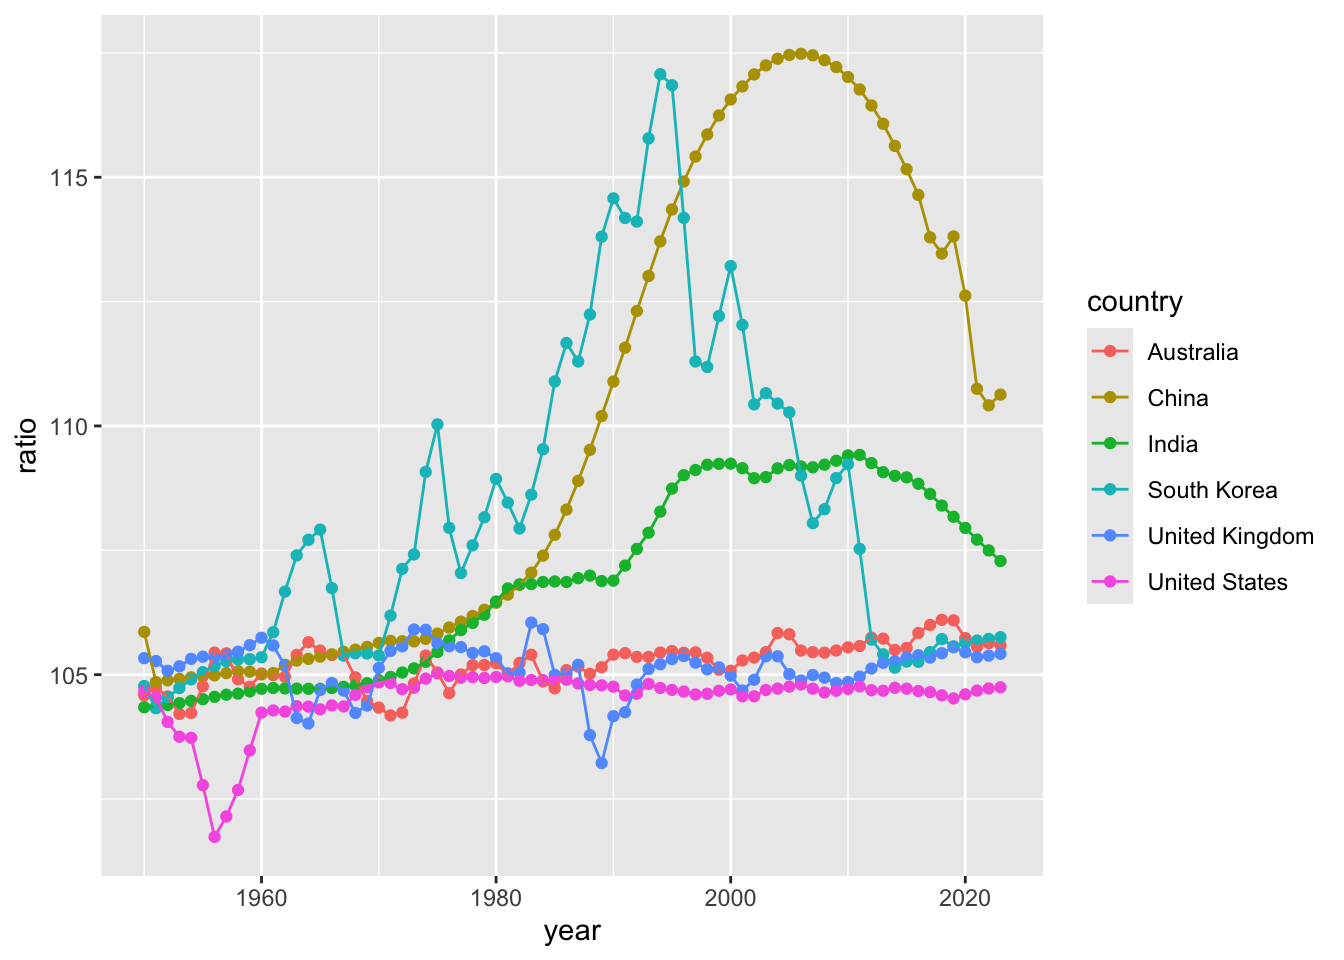 115
110
105
ratio
1960
1980
2000
2020
year
country
Australia
China
India
South Korea
United Kingdom
United States